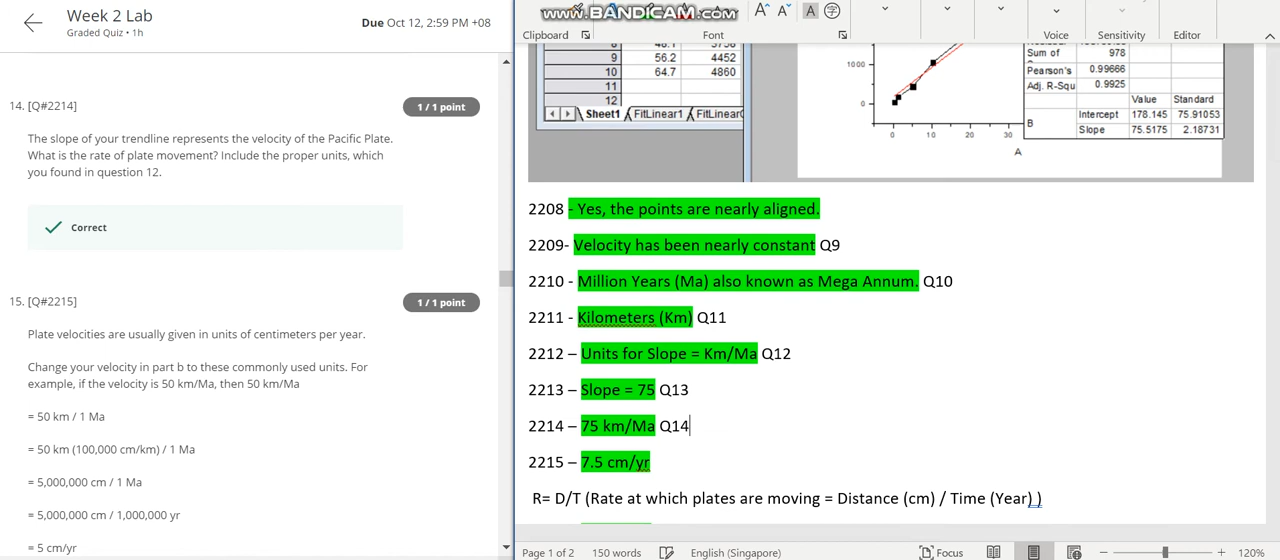 Week 2 Lab
Graded Quiz • 1h
Due Oct 12, 2:59 PM +08
14. [Q#2214]
1 / 1 point
The slope of your trendline represents the velocity of the Pacific Plate.
What is the rate of plate movement? Include the proper units, which
you found in question 12.
Correct
15. [Q#2215]
1 / 1 point
Plate velocities are usually given in units of centimeters per year.
Change your velocity in part b to these commonly used units. For
example, if the velocity is 50 km/Ma, then 50 km/Ma
= 50 km / 1 Ma
= 50 km (100,000 cm/km) / 1 Ma
= 5,000,000 cm / 1 Ma
= 5,000,000 cm / 1,000,000 yr
= 5 cm/yr
www.BANDICAM.com
Clipboard
Font
Voice
Sensitivity
Editor
9 56.2 4452
10 64.7 4860
11
12
Sheet1 FitLinear1 FitLinear
1000
0
0 10 20 30
A
Sum of 978
Pearson's 0.99666
Adj. R-Squ 0.9925
Value Standard
B
Intercept 178.145 75.91053
Slope 75.5175 2.18731
2208 - Yes, the points are nearly aligned.
2209- Velocity has been nearly constant Q9
2210 - Million Years (Ma) also known as Mega Annum. Q10
2211 - Kilometers (Km) Q11
2212 – Units for Slope = Km/Ma Q12
2213 – Slope = 75 Q13
2214 – 75 km/Ma Q14
2215 – 7.5 cm/yr
R= D/T (Rate at which plates are moving = Distance (cm) / Time (Year) )
Page 1 of 2
150 words
English (Singapore)
Focus
120%